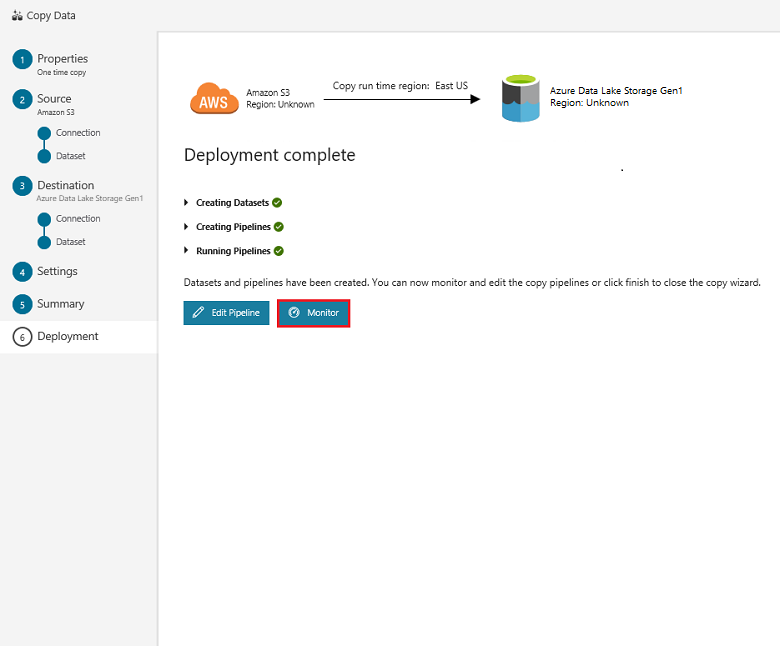 Copy Data
1 Properties
One time copy
2 Source
Amazon S3
Connection
Dataset
3 Destination
Azure Data Lake Storage Gen1
Connection
Dataset
4 Settings
5 Summary
6 Deployment
AWS
Amazon S3
Region: Unknown
Copy run time region: East US
Azure Data Lake Storage Gen1
Region: Unknown
Deployment complete
.
Creating Datasets
Creating Pipelines
Running Pipelines
Datasets and pipelines have been created. You can now monitor and edit the copy pipelines or click finish to close the copy wizard.
Edit Pipeline
Monitor